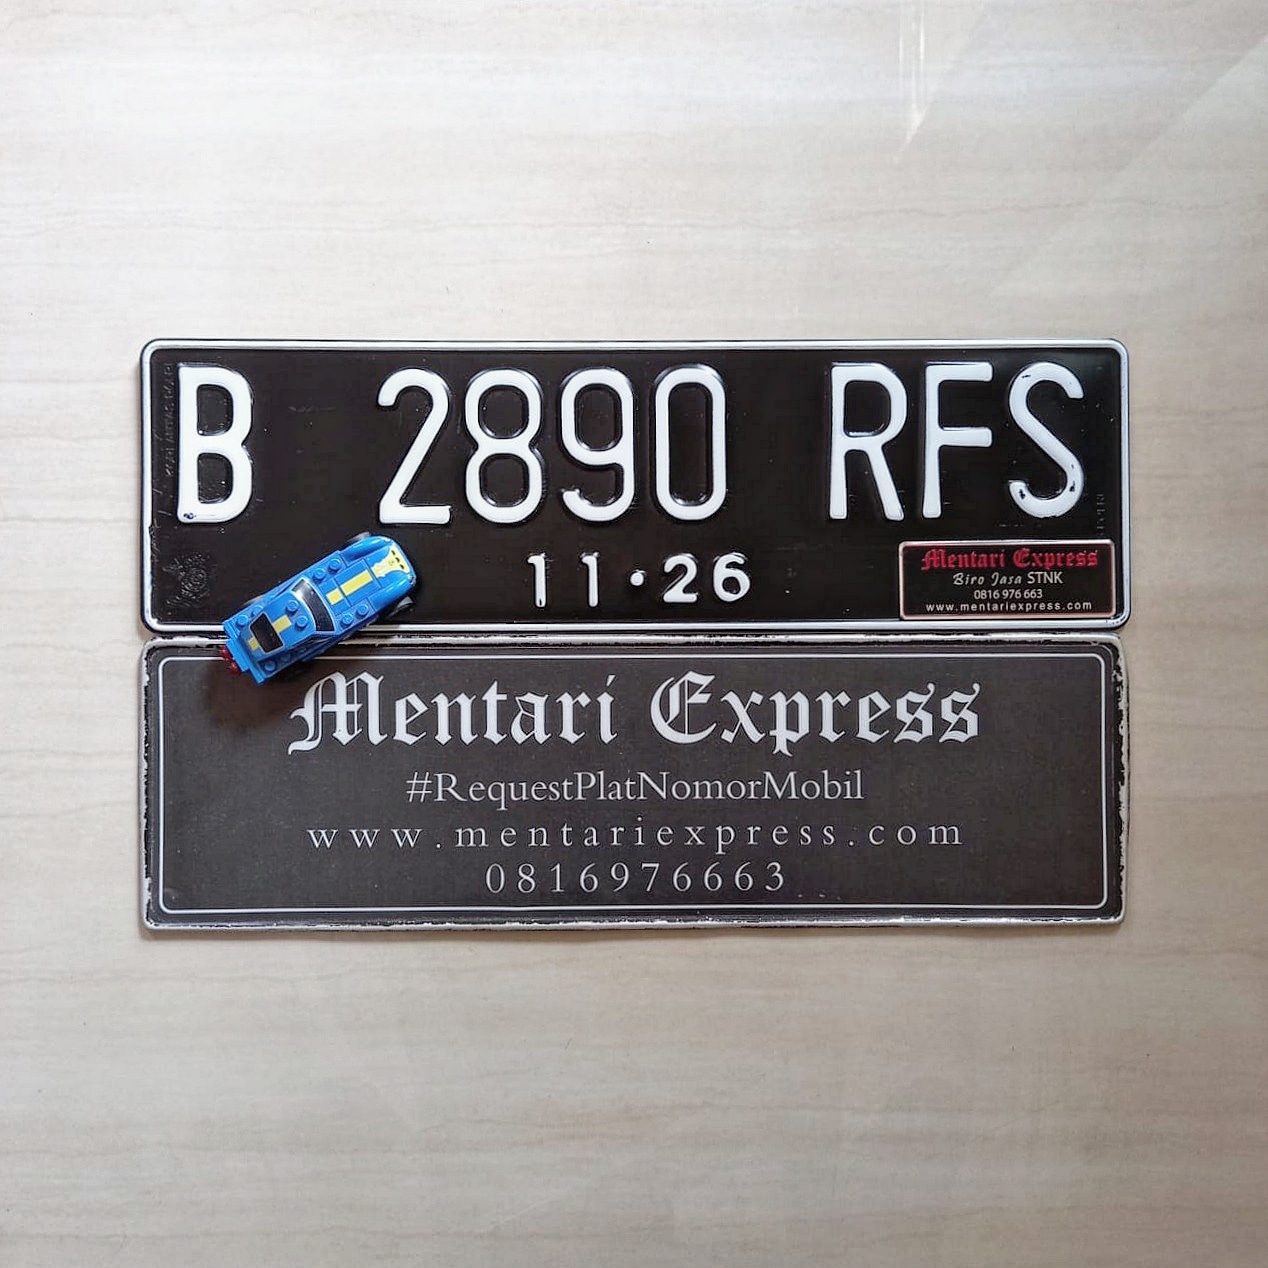 B 2890 RFS
11·26
Mentari Express
Biro Jasa STNK
0816 976 663
www.mentariexpress.com
Mentari Express
#RequestPlatNomorMobil
www.mentariexpress.com
0816976663